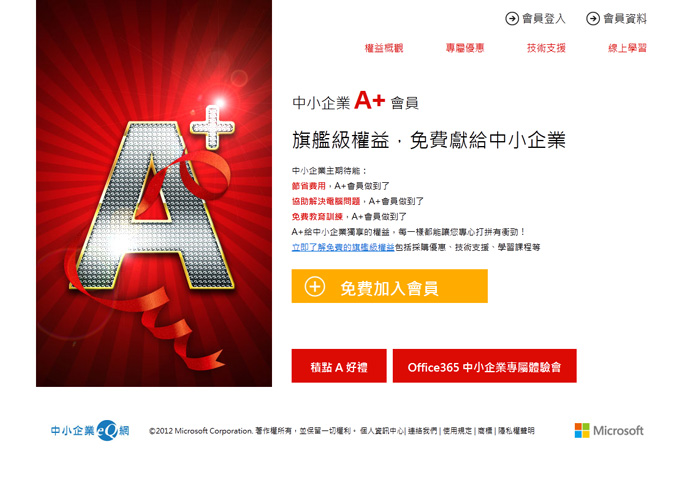 會員登入 會員資料
權益概觀 專屬優惠 技術支援 線上學習
A+
中小企業 A+ 會員
旗艦級權益，免費獻給中小企業
中小企業主期待能：
節省費用，A+會員做到了
協助解決電腦問題，A+會員做到了
免費教育訓練，A+會員做到了
A+給中小企業獨享的權益，每一樣都能讓您專心打拼有衝勁！
立即了解免費的旗艦級權益包括採購優惠、技術支援、學習課程等
免費加入會員
積點 A 好禮 Office365 中小企業專屬體驗會
中小企業eQ網 ©2012 Microsoft Corporation. 著作權所有，並保留一切權利。 個人資訊中心| 連絡我們 | 使用規定 | 商標 | 隱私權聲明 Microsoft